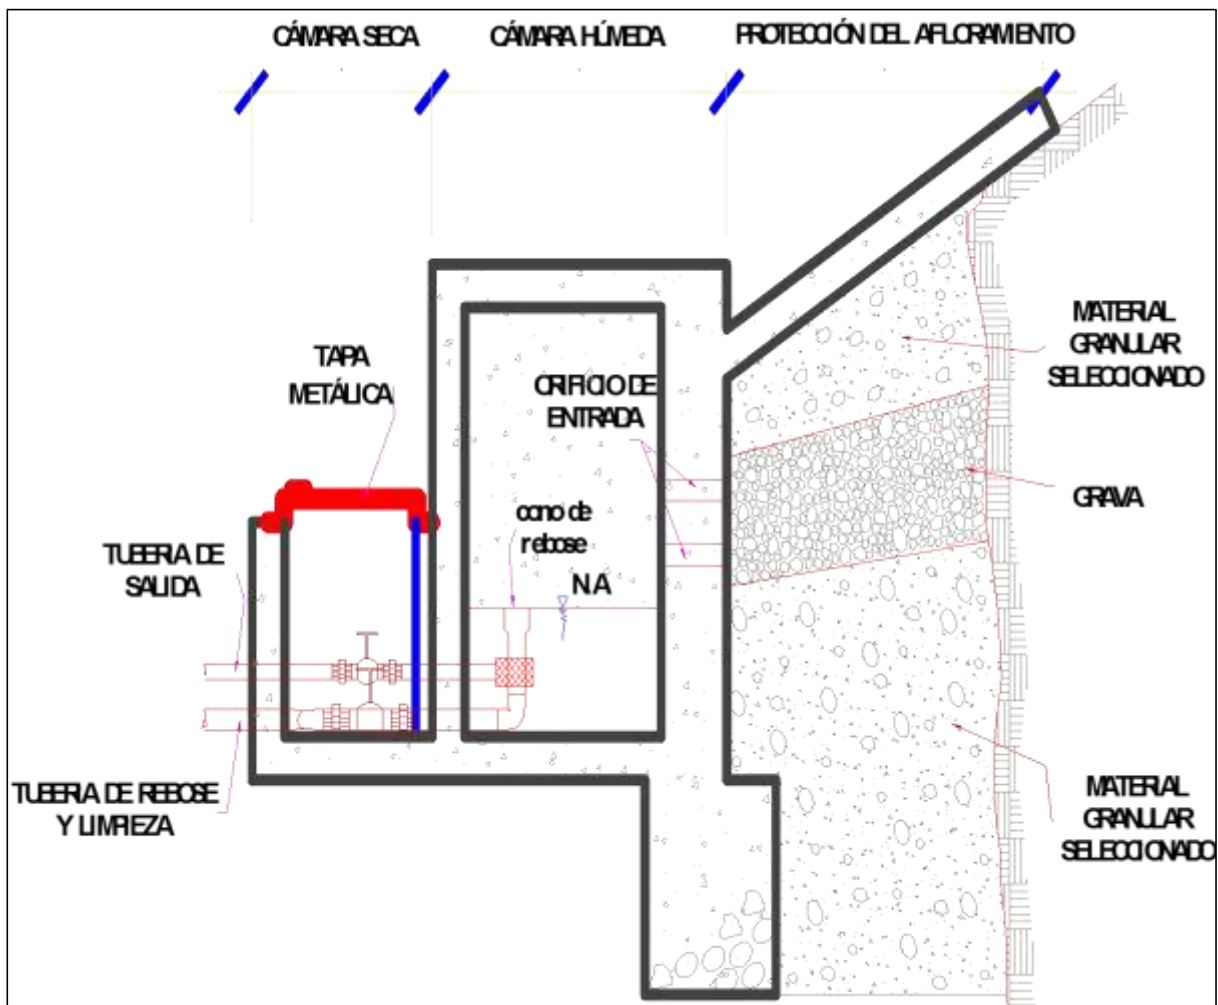 CÁMARA SECA
CÁMARA HÚMEDA
PROTECCIÓN DEL AFLORAMIENTO
MATERIAL
GRANULAR
SELECCIONADO
TAPA
METÁLICA
ORIFICIO DE
ENTRADA
GRAVA
cono de
rebose
N.A
TUBERIA DE
SALIDA
TUBERIA DE REBOSE
Y LIMPIEZA
MATERIAL
GRANULAR
SELECCIONADO